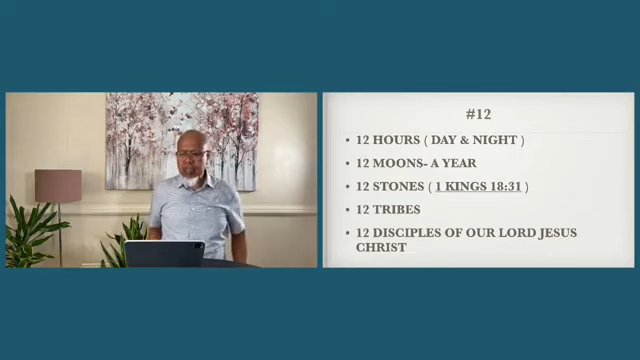 #12
• 12 HOURS ( DAY & NIGHT )
• 12 MOONS- A YEAR
• 12 STONES ( 1 KINGS 18:31 )
• 12 TRIBES
• 12 DISCIPLES OF OUR LORD JESUS
CHRIST